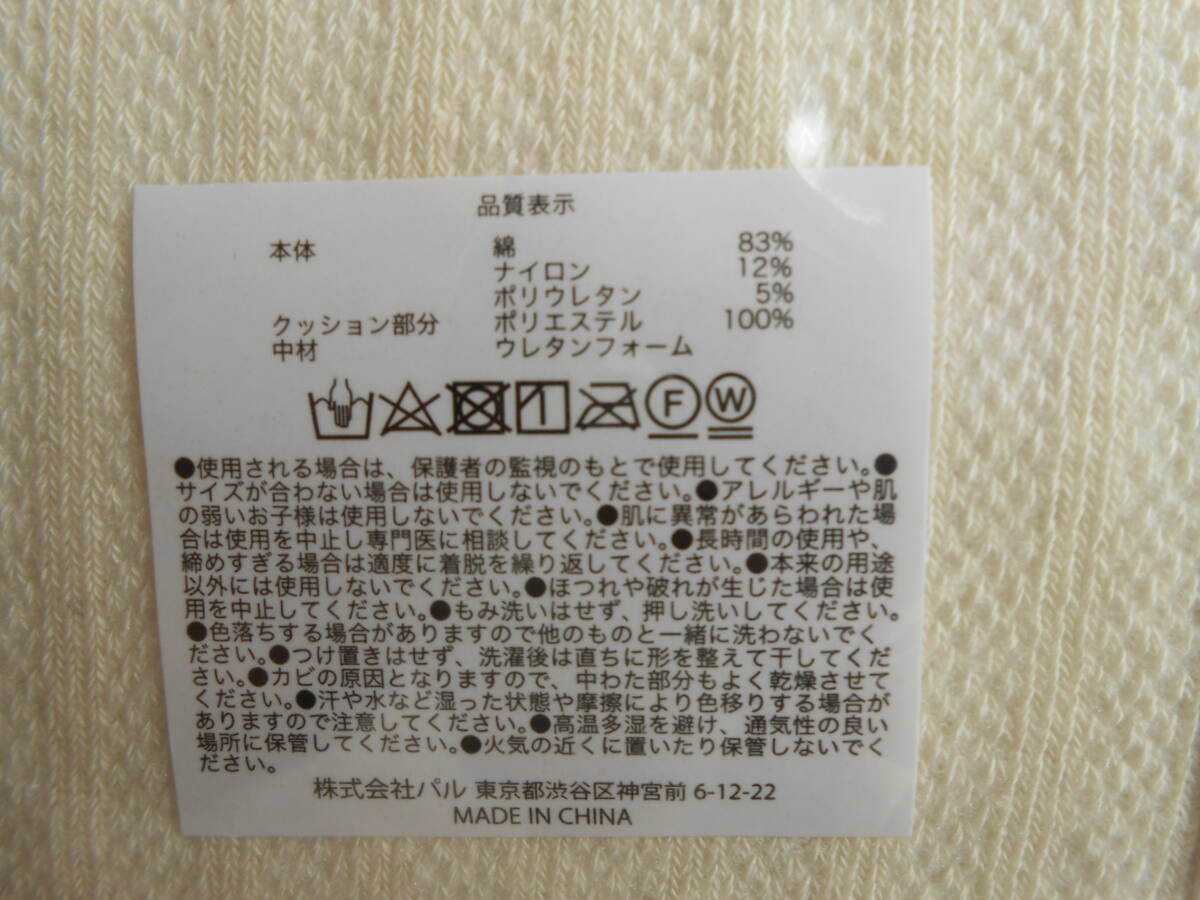 品質表示
本体 綿 83%
ナイロン 12%
ポリウレタン 5%
クッション部分 ポリエステル 100%
中材 ウレタンフォーム
F W
●使用される場合は、保護者の監視のもとで使用してください。●
サイズが合わない場合は使用しないでください。●アレルギーや肌
の弱いお子様は使用しないでください。●肌に異常があらわれた場
合は使用を中止し専門医に相談してください。●長時間の使用や、
締めすぎる場合は適度に着脱を繰り返してください。●本来の用途
以外には使用しないでください。●ほつれや破れが生じた場合は使
用を中止してください。●もみ洗いはせず、押し洗いしてください。
●色落ちする場合がありますので他のものと一緒に洗わないでく
ださい。●つけ置きはせず、洗濯後は直ちに形を整えて干してくだ
さい。●カビの原因となりますので、中わた部分もよく乾燥させて
ください。●汗や水など湿った状態や摩擦により色移りする場合が
ありますので注意してください。●高温多湿を避け、通気性の良い
場所に保管してください。●火気の近くに置いたり保管しないでく
ださい。
株式会社パル 東京都渋谷区神宮前 6-12-22
MADE IN CHINA